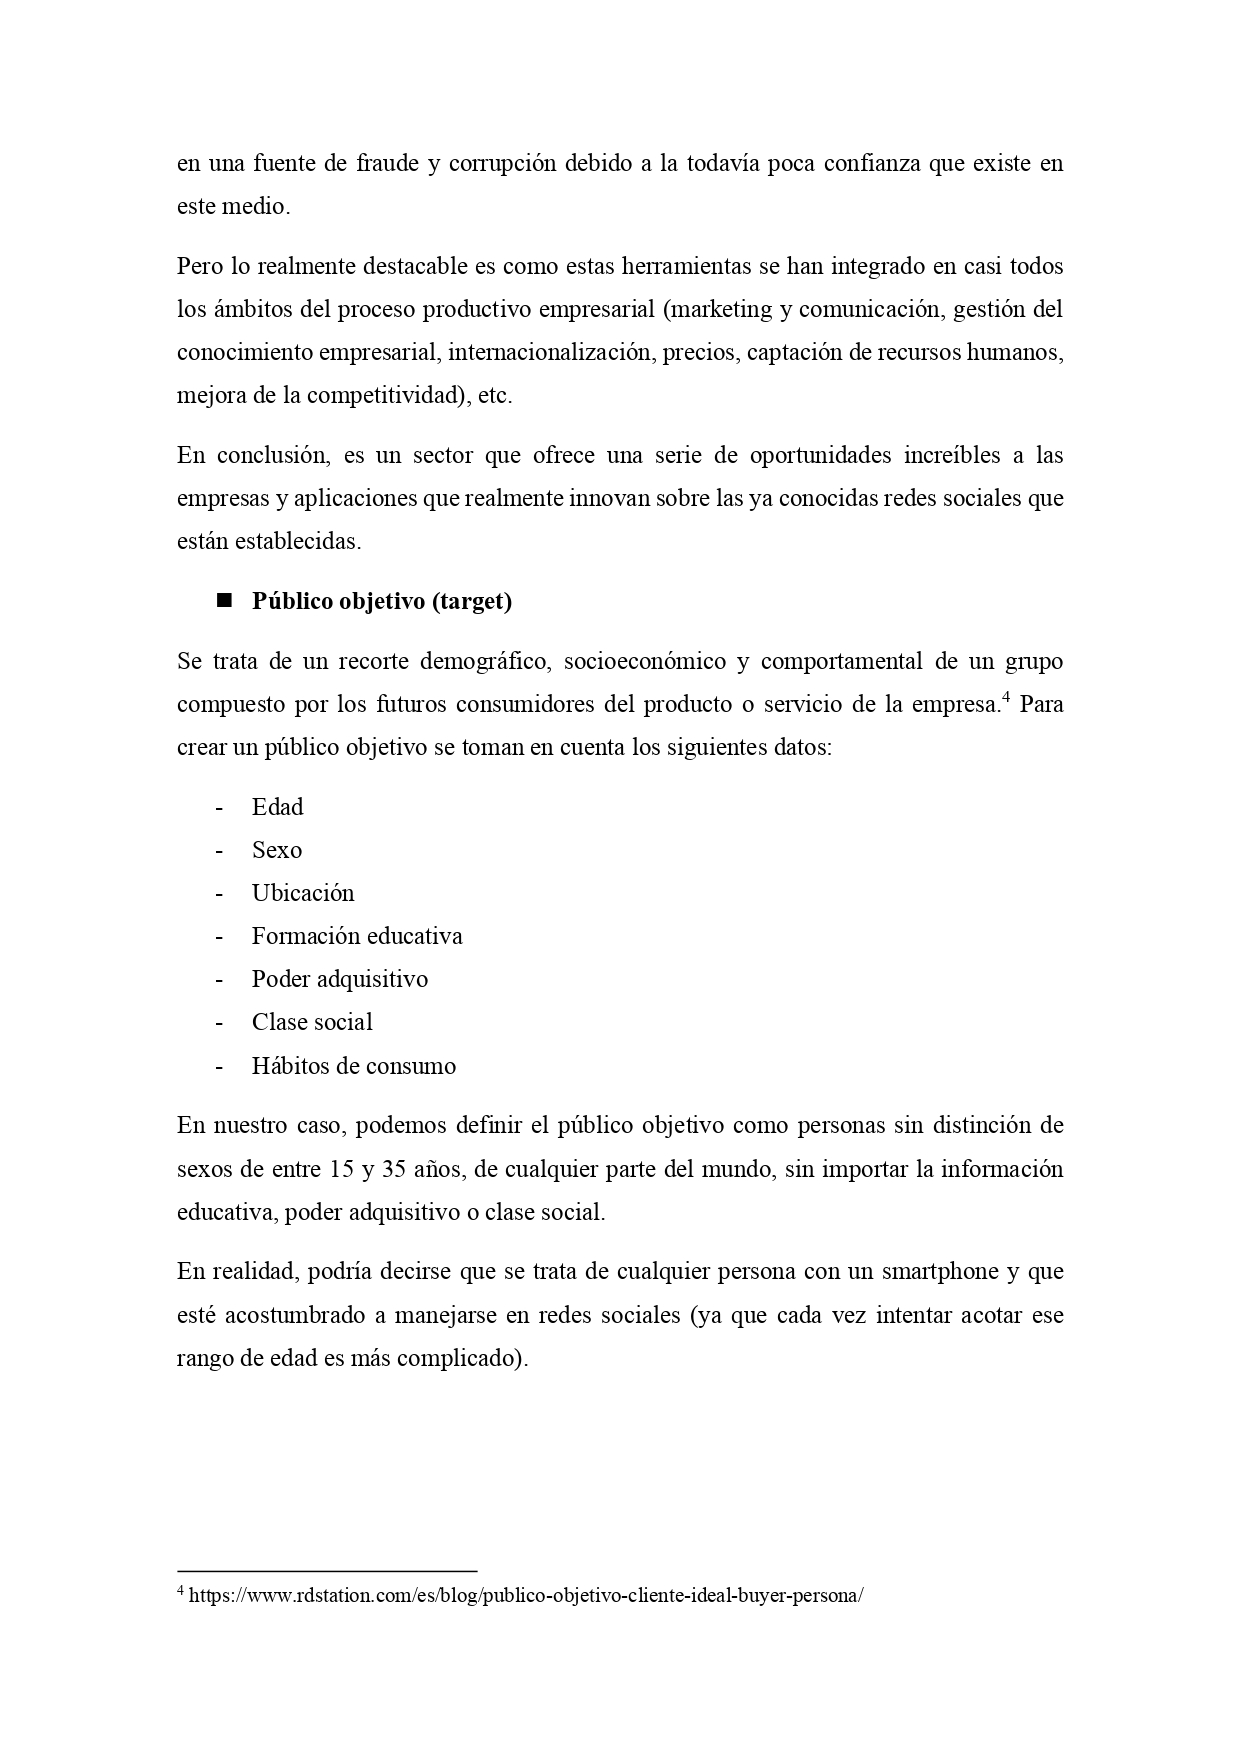 en una fuente de fraude y corrupción debido a la todavía poca confianza que existe en
este medio.
Pero lo realmente destacable es como estas herramientas se han integrado en casi todos
los ámbitos del proceso productivo empresarial (marketing y comunicación, gestión del
conocimiento empresarial, internacionalización, precios, captación de recursos humanos,
mejora de la competitividad), etc.
En conclusión, es un sector que ofrece una serie de oportunidades increíbles a las
empresas y aplicaciones que realmente innovan sobre las ya conocidas redes sociales que
están establecidas.
■ Público objetivo (target)
Se trata de un recorte demográfico, socioeconómico y comportamental de un grupo
compuesto por los futuros consumidores del producto o servicio de la empresa.⁴ Para
crear un público objetivo se toman en cuenta los siguientes datos:
- Edad
- Sexo
- Ubicación
- Formación educativa
- Poder adquisitivo
- Clase social
- Hábitos de consumo
En nuestro caso, podemos definir el público objetivo como personas sin distinción de
sexos de entre 15 y 35 años, de cualquier parte del mundo, sin importar la información
educativa, poder adquisitivo o clase social.
En realidad, podría decirse que se trata de cualquier persona con un smartphone y que
esté acostumbrado a manejarse en redes sociales (ya que cada vez intentar acotar ese
rango de edad es más complicado).
⁴ https://www.rdstation.com/es/blog/publico-objetivo-cliente-ideal-buyer-persona/